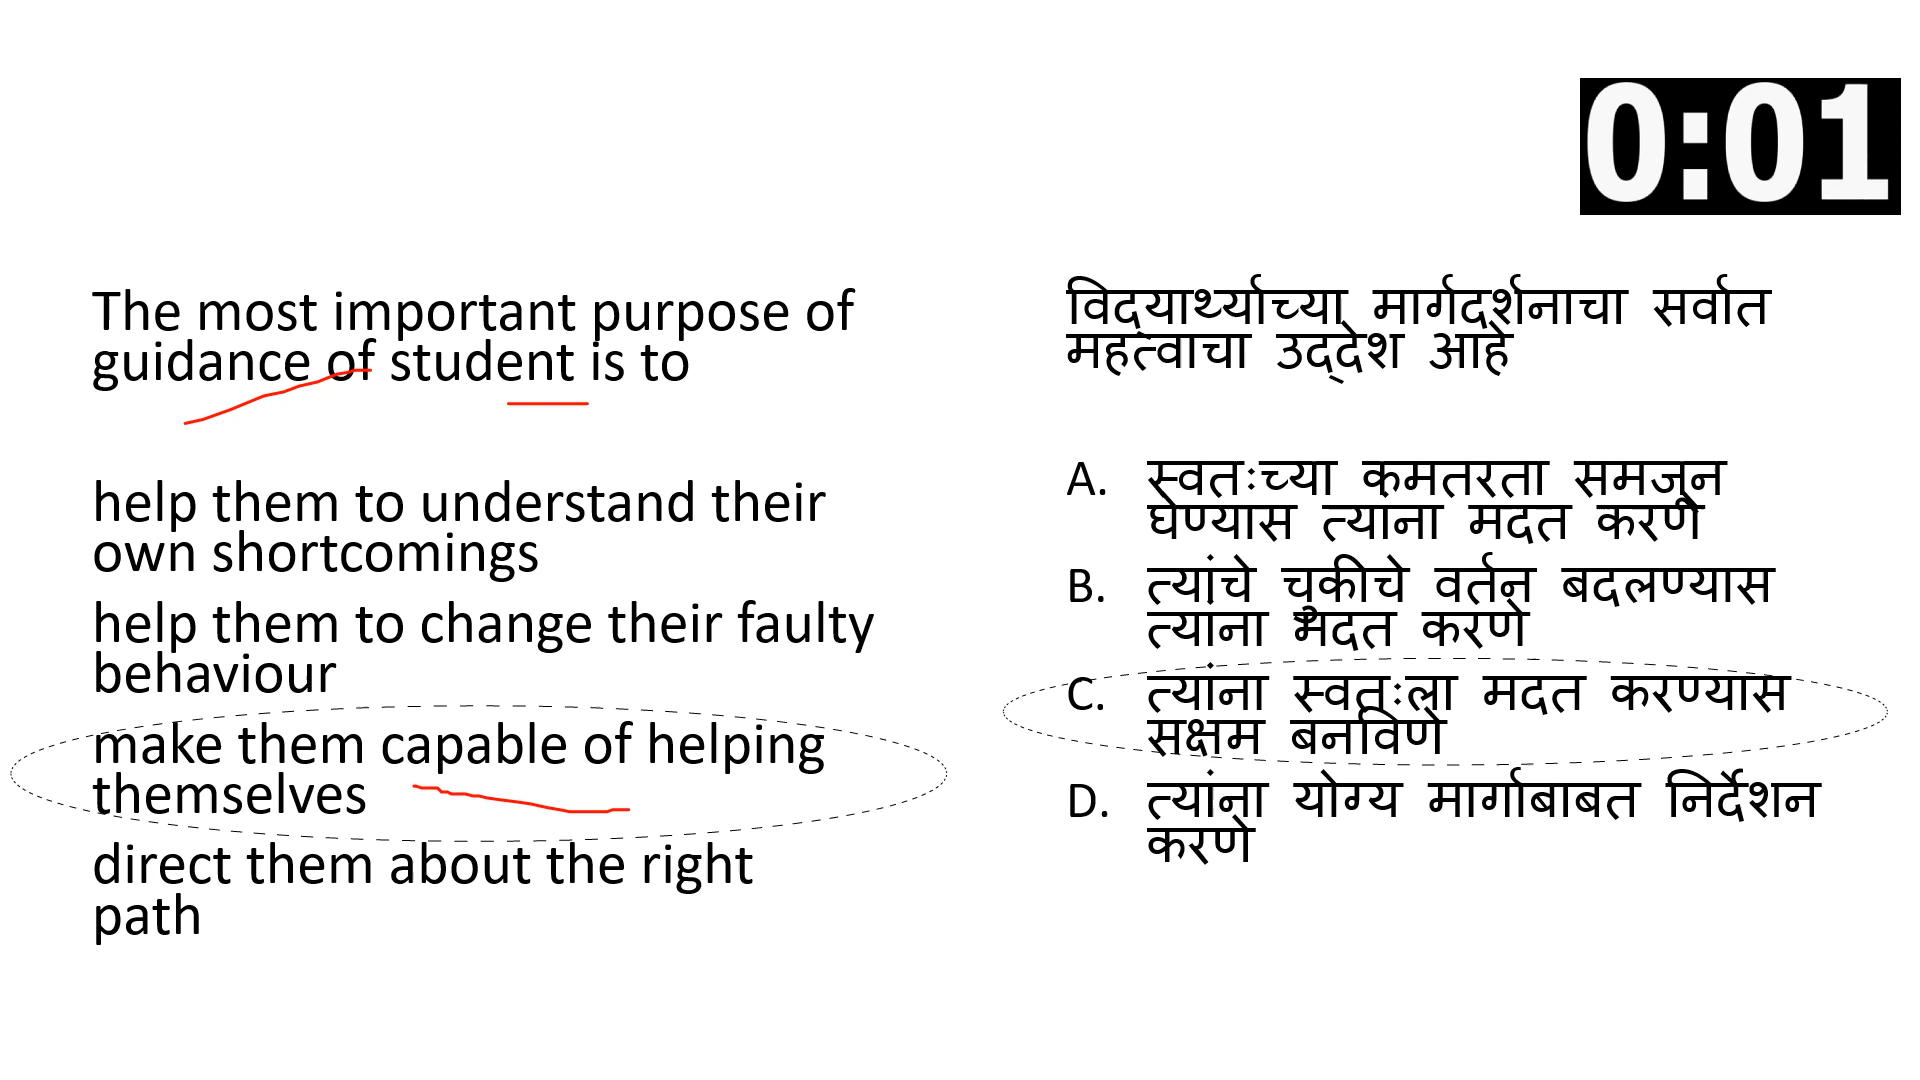 0:01
The most important purpose of
guidance of student is to
help them to understand their
own shortcomings
help them to change their faulty
behaviour
make them capable of helping
themselves
direct them about the right
path
विद्यार्थ्यांच्या मार्गदर्शनाचा सर्वात
महत्वाचा उद्देश आहे
A. स्वतःच्या कमतरता समजून
घेण्यास त्यांना मदत करणे
B. त्यांचे चुकीचे वर्तन बदलण्यास
त्यांना मदत करणे
C. त्यांना स्वतःला मदत करण्यास
सक्षम बनविणे
D. त्यांना योग्य मार्गाबाबत निर्देशन
करणे